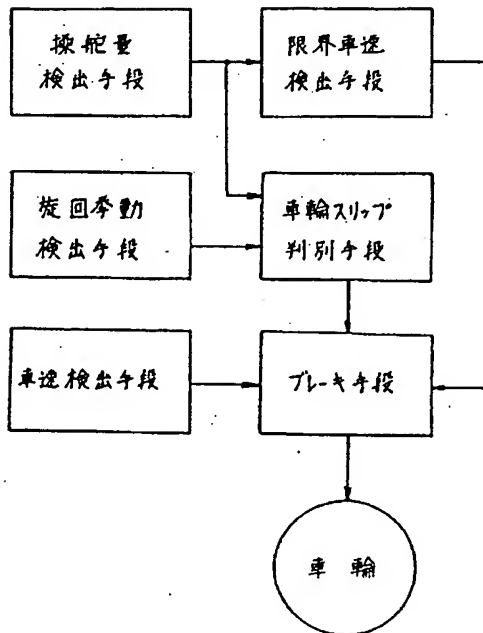 操舵量
検出手段
限界車速
検出手段
旋回挙動
検出手段
車輪スリップ
判別手段
車速検出手段
ブレーキ手段
車輪